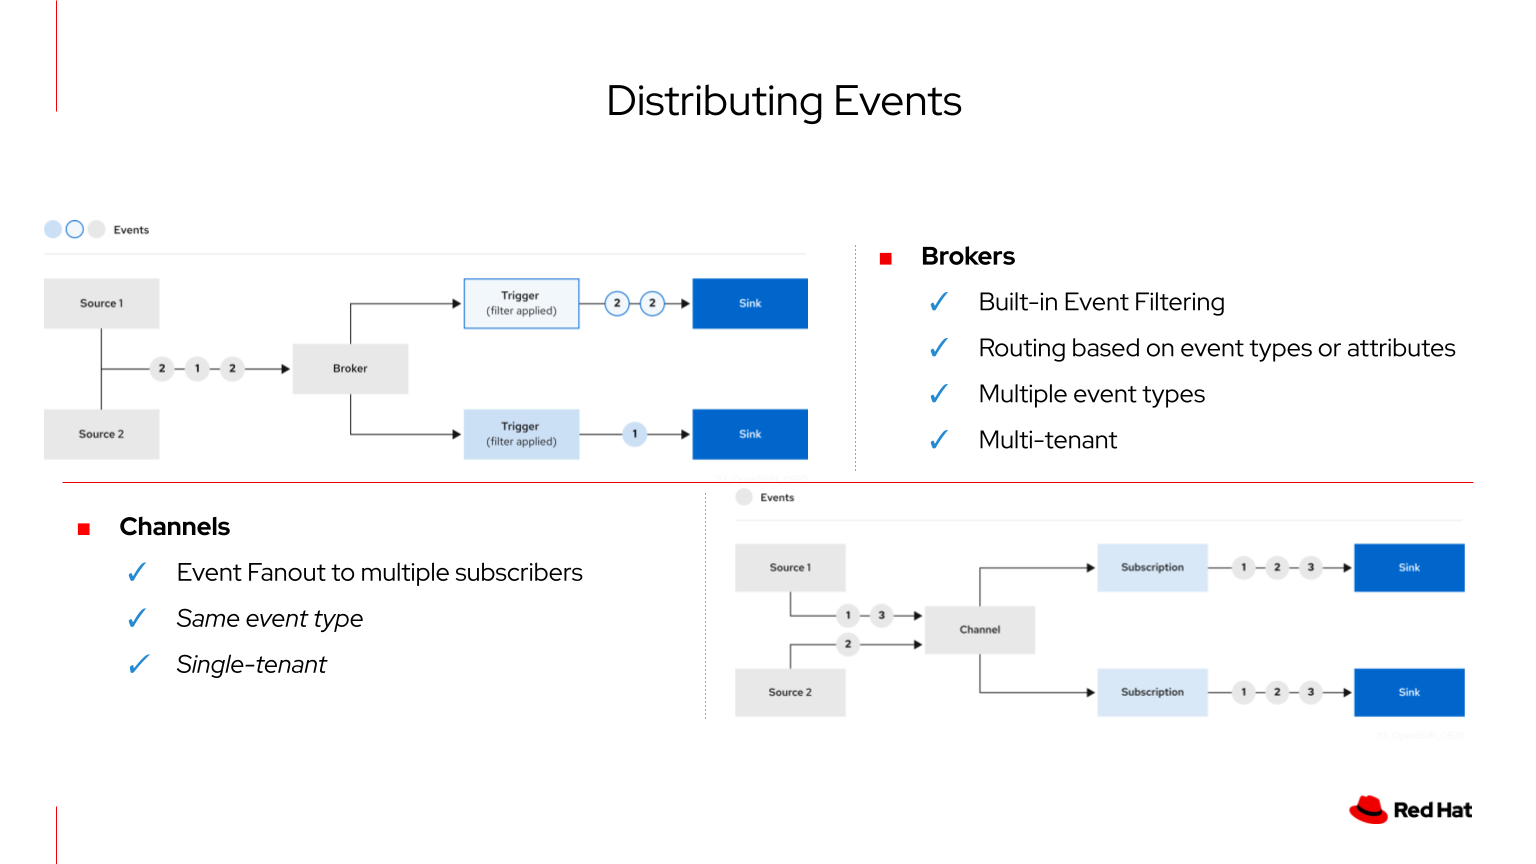 Distributing Events
Events
Source 1
Source 2
2 1 2
Broker
Trigger
(filter applied)
2 2
Sink
Trigger
(filter applied)
1
Sink
Brokers
✓ Built-in Event Filtering
✓ Routing based on event types or attributes
✓ Multiple event types
✓ Multi-tenant
Channels
✓ Event Fanout to multiple subscribers
✓ Same event type
✓ Single-tenant
Events
Source 1
1 3
2
Source 2
Channel
Subscription
1 2 3
Sink
Subscription
1 2 3
Sink
Red Hat